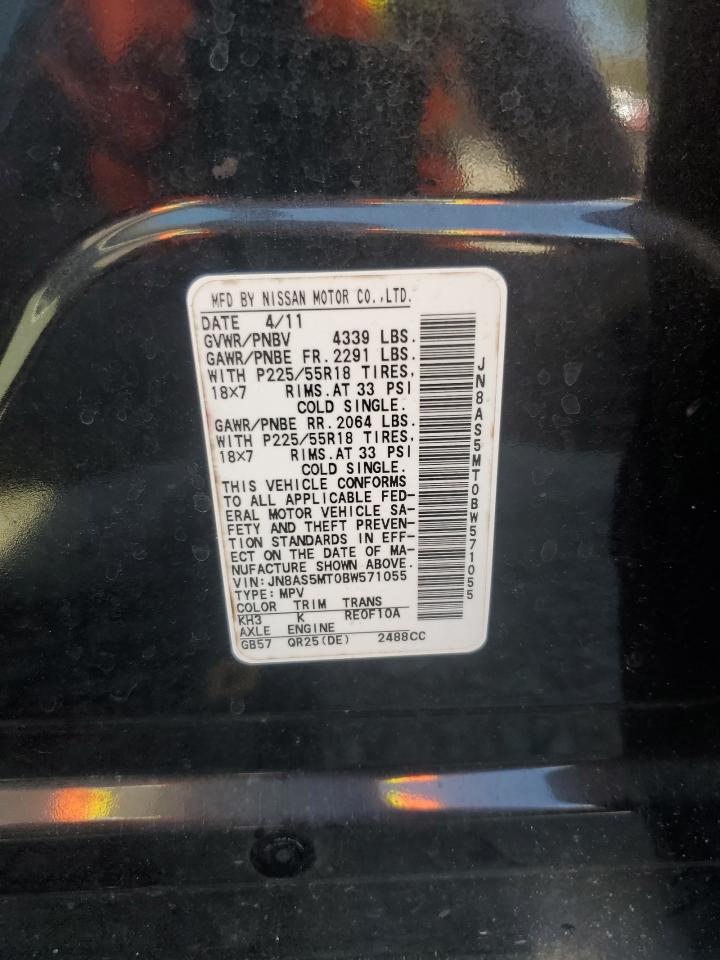 MFD BY NISSAN MOTOR CO.,LTD.
DATE 4/11
GVWR/PNBV 4339 LBS.
GAWR/PNBE FR. 2291 LBS.
WITH P225/55R18 TIRES,
18X7 RIMS. AT 33 PSI
COLD SINGLE.
GAWR/PNBE RR. 2064 LBS.
WITH P225/55R18 TIRES,
18X7 RIMS. AT 33 PSI
COLD SINGLE.
THIS VEHICLE CONFORMS
TO ALL APPLICABLE FED-
ERAL MOTOR VEHICLE SA-
FETY AND THEFT PREVEN-
TION STANDARDS IN EFF-
ECT ON THE DATE OF MA-
NUFACTURE SHOWN ABOVE.
VIN: JN8AS5MT0BW571055
TYPE: MPV
COLOR TRIM TRANS
KH3 K RE0F10A
AXLE ENGINE
GB57 QR25(DE) 2488CC
JN8AS5MT0BW571055